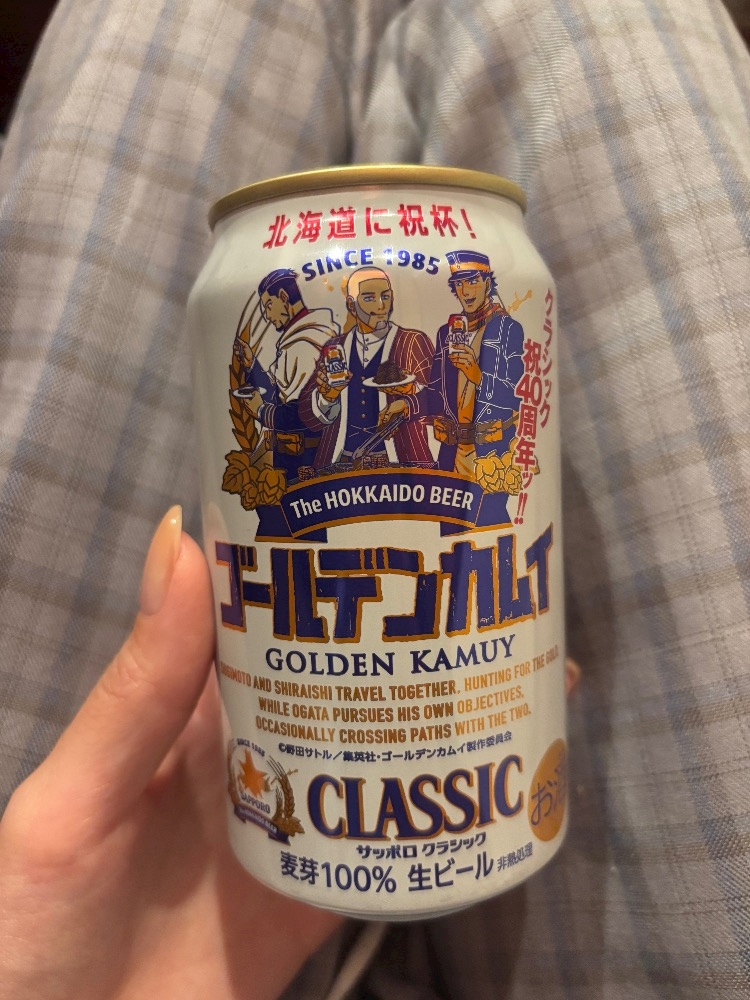 北海道に祝杯!
SINCE 1985
クラシック
祝40周年ッ!!
The HOKKAIDO BEER
ゴールデンカムイ
GOLDEN KAMUY
AND SHIRAISHI TRAVEL TOGETHER. HUNTING FOR THE GOLD.
WHILE OGATA PURSUES HIS OWN OBJECTIVES.
OCCASIONALLY CROSSING PATHS WITH THE TWO.
©野田サトル/集英社・ゴールデンカムイ製作委員会
SAPPORO
CLASSIC
お酒
サッポロ クラシック
麦芽100% 生ビール 非熱処理